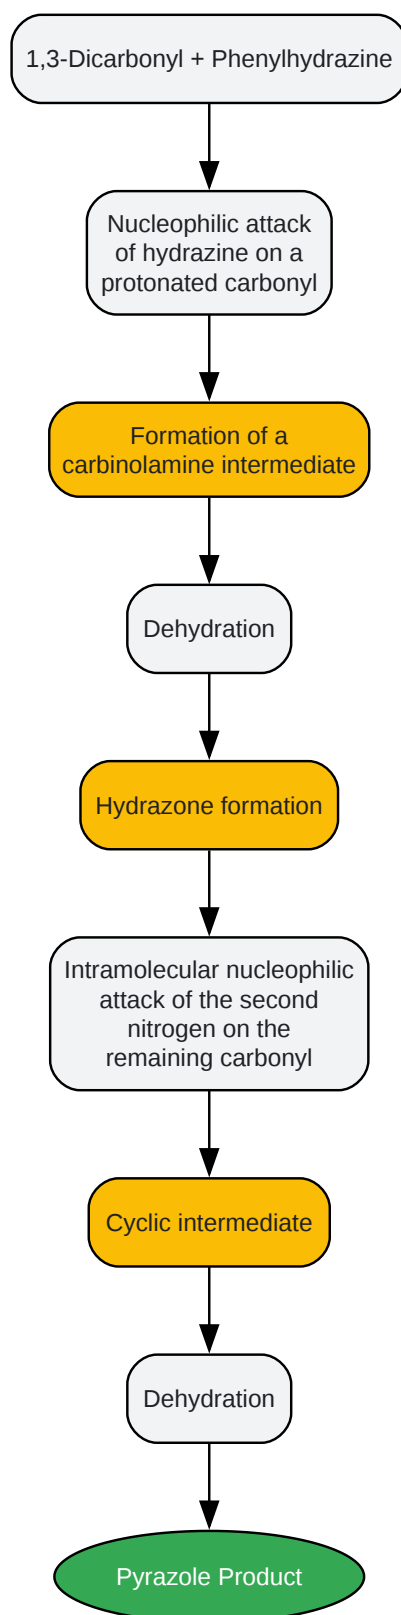 1,3-Dicarbonyl + Phenylhydrazine
Nucleophilic attack
of hydrazine on a
protonated carbonyl
Formation of a
carbinolamine intermediate
Dehydration
Hydrazone formation
Intramolecular nucleophilic
attack of the second
nitrogen on the
remaining carbonyl
Cyclic intermediate
Dehydration
Pyrazole Product